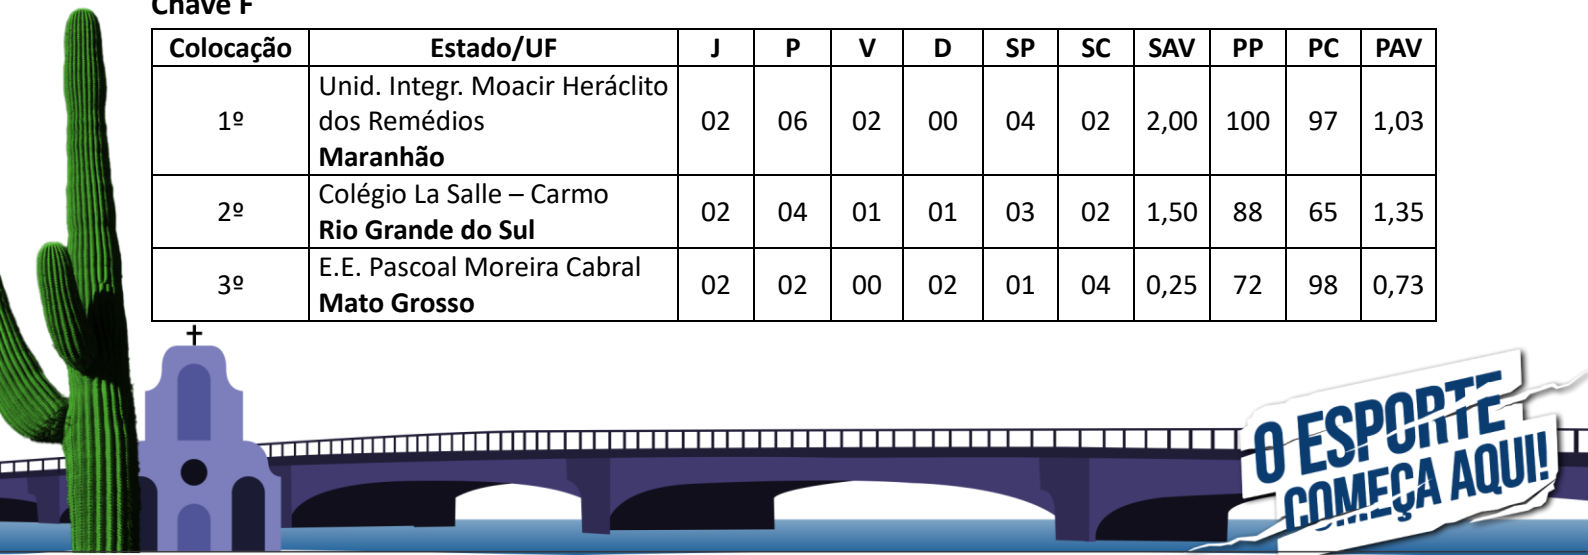 Chave F
Colocação Estado/UF J P V D SP SC SAV PP PC PAV
Unid. Integr. Moacir Heráclito
1º dos Remédios 02 06 02 00 04 02 2,00 100 97 1,03
Maranhão
Colégio La Salle – Carmo
2º 02 04 01 01 03 02 1,50 88 65 1,35
Rio Grande do Sul
E.E. Pascoal Moreira Cabral
3º 02 02 00 02 01 04 0,25 72 98 0,73
Mato Grosso
O ESPORTE
COMEÇA AQUI!